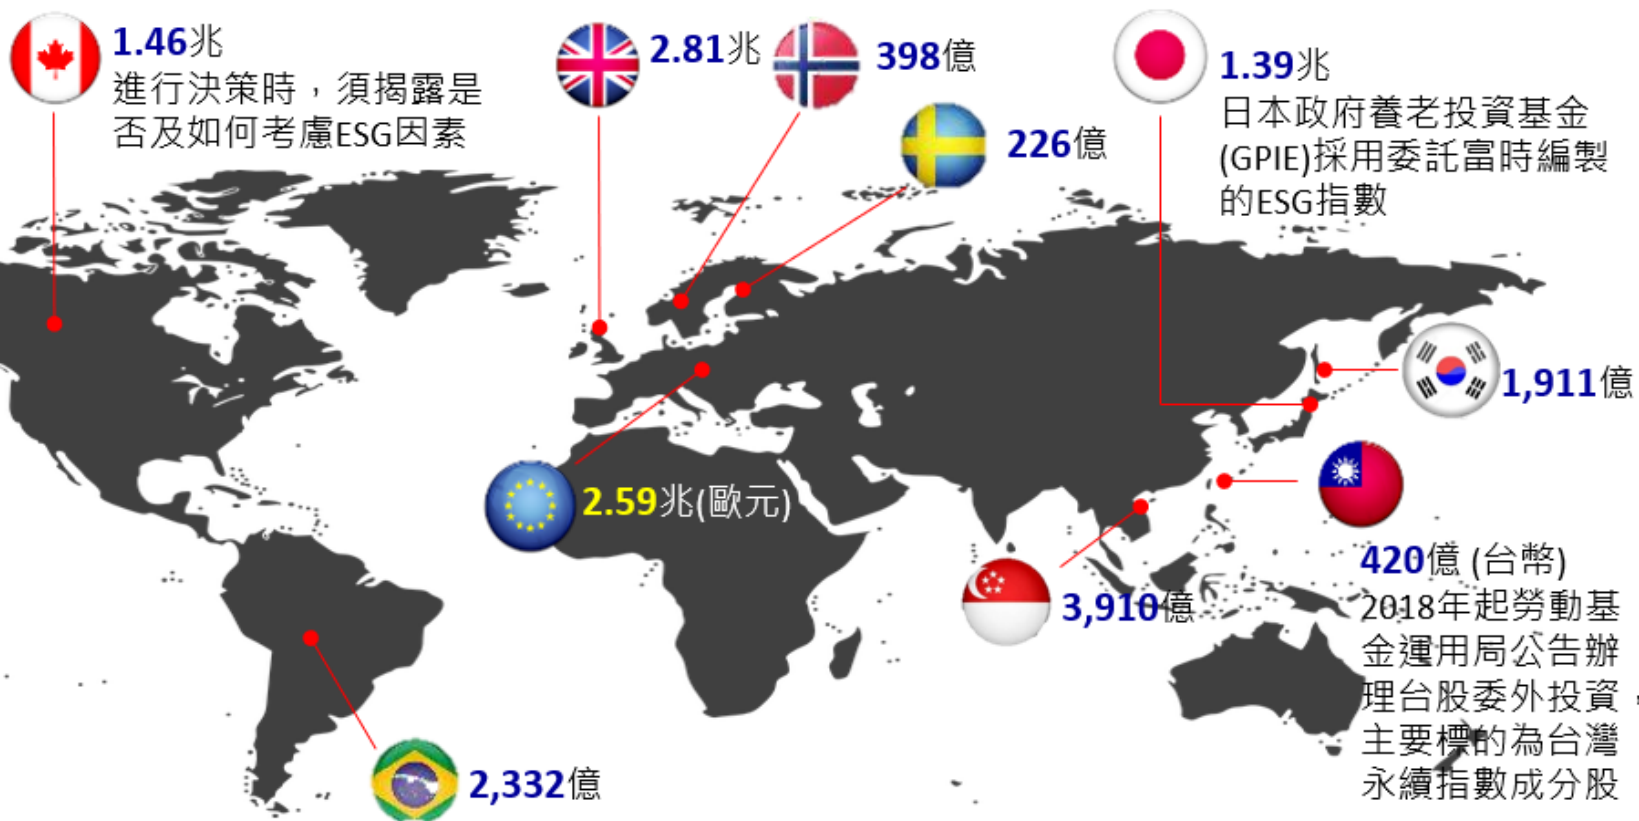 1.46兆
進行決策時，須揭露是
否及如何考慮ESG因素
2.81兆
398億
226億
1.39兆
日本政府養老投資基金
(GPIE)採用委託富時編製
的ESG指數
1,911億
2.59兆(歐元)
3,910億
420億 (台幣)
2018年起勞動基
金運用局公告辦
理台股委外投資，
主要標的為台灣
永續指數成分股
2,332億